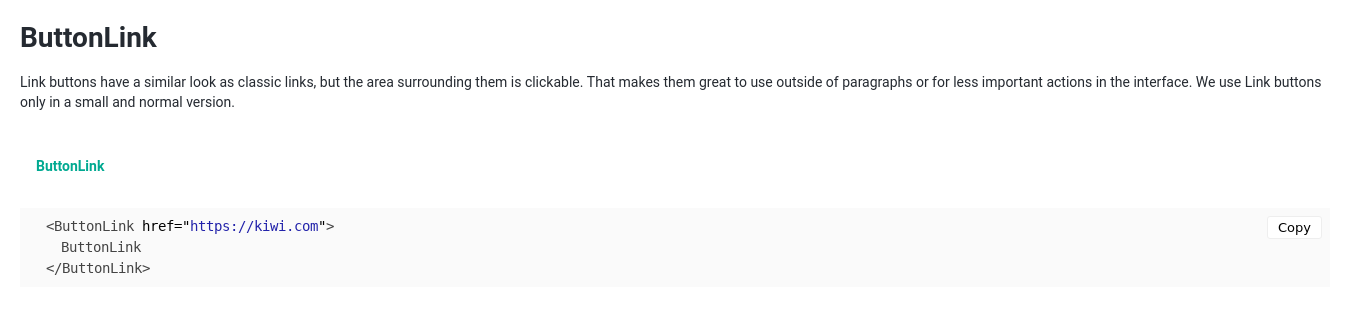 ButtonLink
Link buttons have a similar look as classic links, but the area surrounding them is clickable. That makes them great to use outside of paragraphs or for less important actions in the interface. We use Link buttons
only in a small and normal version.
ButtonLink
<ButtonLink href="https://kiwi.com">
Copy
ButtonLink
</ButtonLink>